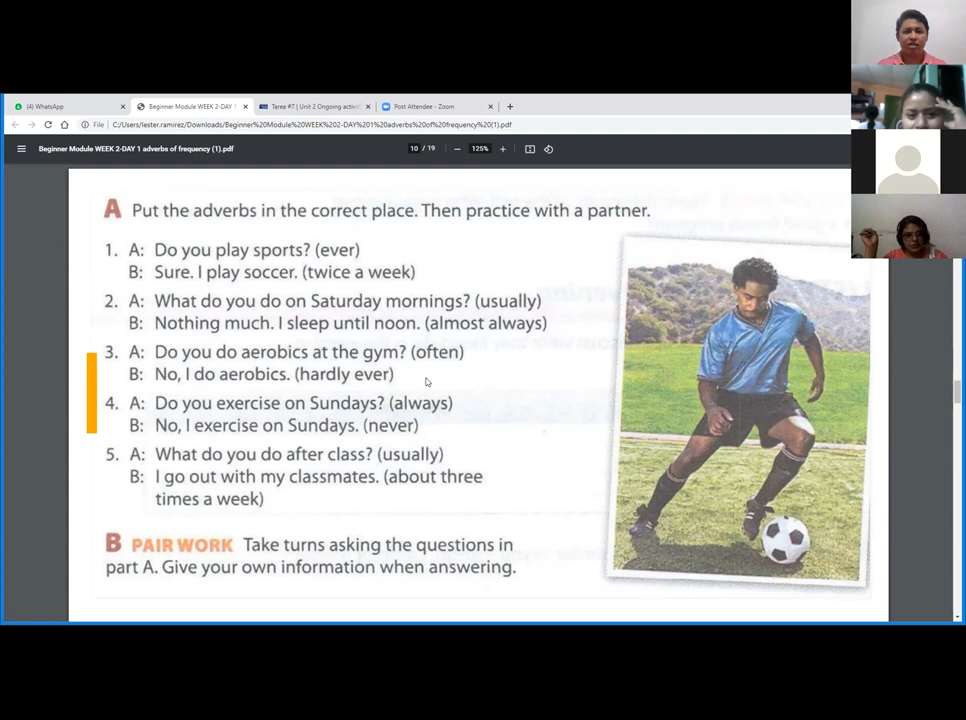 (4) WhatsApp
Beginner Module WEEK 2-DAY 1
Tarea #7 | Unit 2 Ongoing activi
Post Attendee - Zoom
File
C:/Users/lester.ramirez/Downloads/Beginner%20Module%20WEEK%202-DAY%201%20adverbs%20of%20frequency%20(1).pdf
Beginner Module WEEK 2-DAY 1 adverbs of frequency (1).pdf
10 / 19
125%
A Put the adverbs in the correct place. Then practice with a partner.
1. A: Do you play sports? (ever)
B: Sure. I play soccer. (twice a week)
2. A: What do you do on Saturday mornings? (usually)
B: Nothing much. I sleep until noon. (almost always)
3. A: Do you do aerobics at the gym? (often)
B: No, I do aerobics. (hardly ever)
4. A: Do you exercise on Sundays? (always)
B: No, I exercise on Sundays. (never)
5. A: What do you do after class? (usually)
B: I go out with my classmates. (about three
times a week)
B PAIR WORK Take turns asking the questions in
part A. Give your own information when answering.